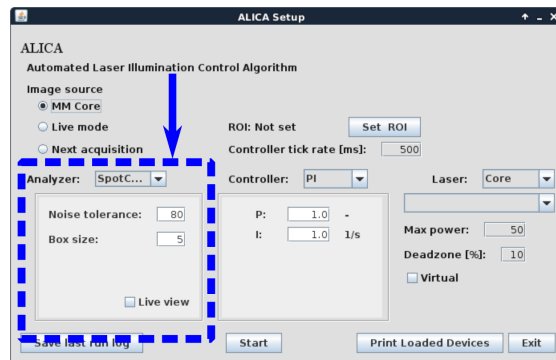 ALICA Setup
ALICA
Automated Laser Illumination Control Algorithm
Image source
MM Core
Live mode
ROI: Not set
Set ROI
Next acquisition
Controller tick rate [ms]:
500
Analyzer:
SpotC...
Controller:
PI
Laser:
Core
Noise tolerance:
80
P:
1.0
-
Max power:
50
Box size:
5
I:
1.0
1/s
Deadzone [%]:
10
Virtual
Live view
Save last run log
Start
Print Loaded Devices
Exit